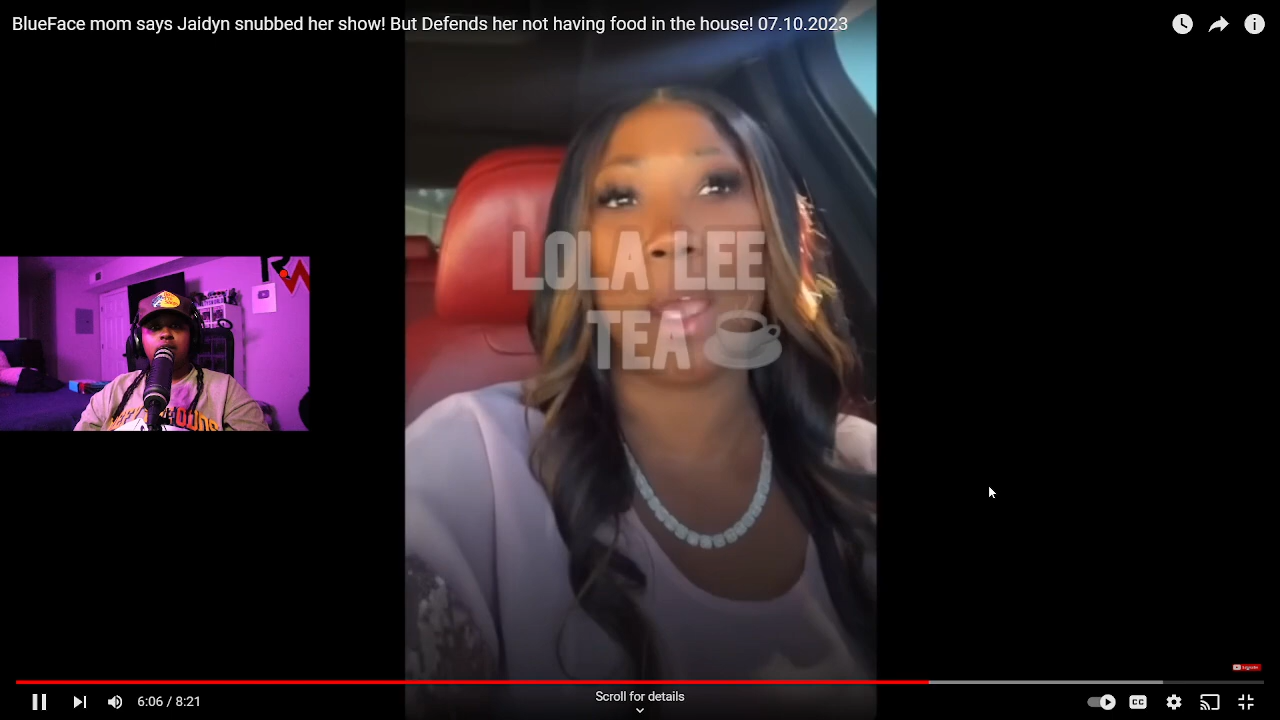 BlueFace mom says Jaidyn snubbed her show! But Defends her not having food in the house! 07.10.2023
LOLA LEE
TEA
6:06 / 8:21
Scroll for details
CC